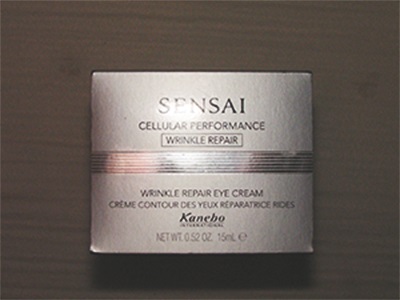 SENSAI
CELLULAR PERFORMANCE
WRINKLE REPAIR
WRINKLE REPAIR EYE CREAM
CRÈME CONTOUR DES YEUX RÉPARATRICE RIDES
Kanebo
INTERNATIONAL
NET WT. 0.52 OZ. 15mL ℮